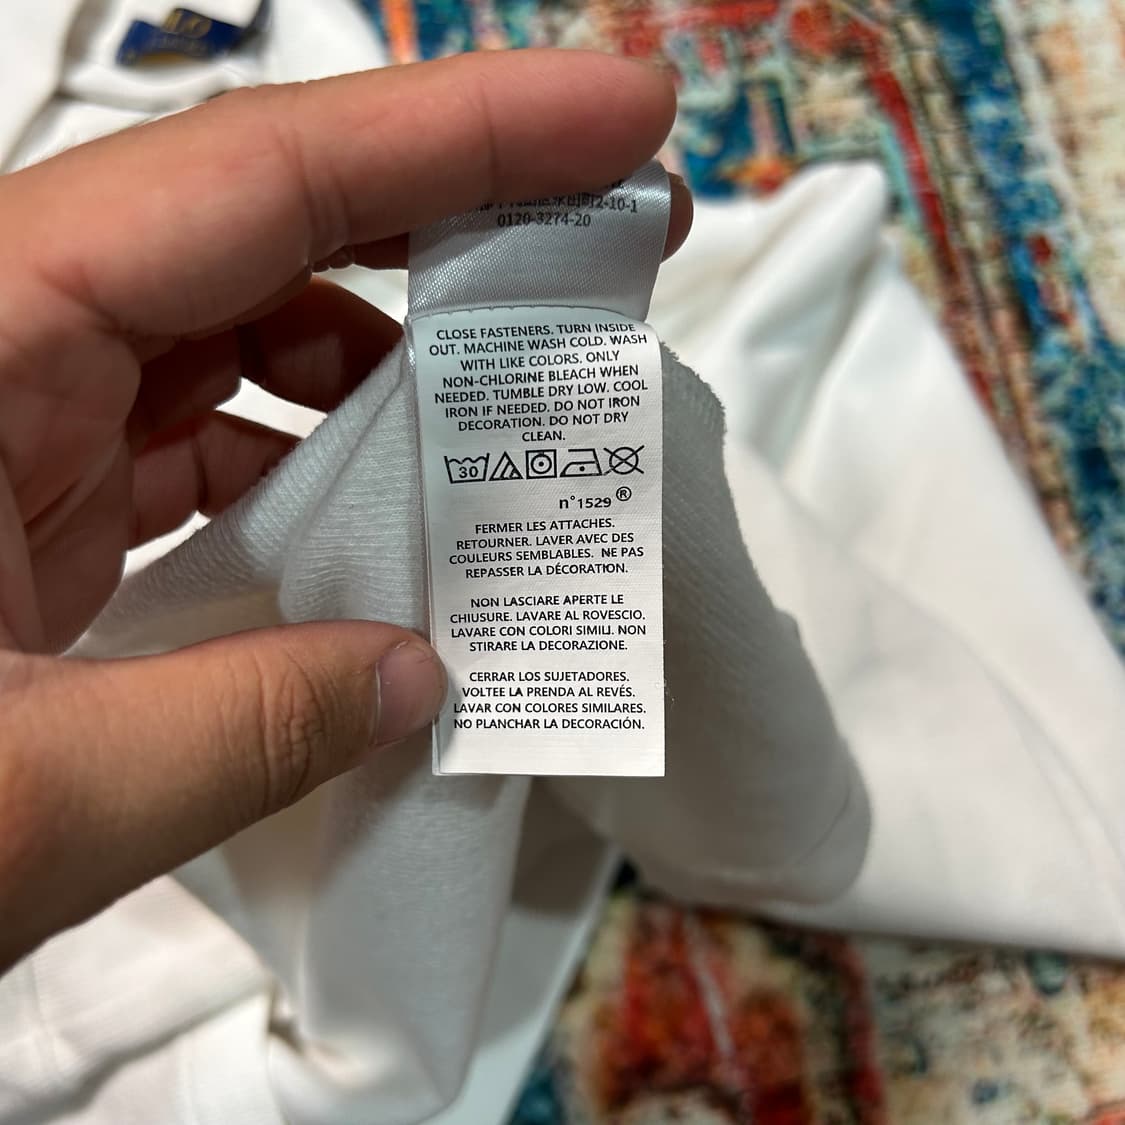 2-10-1
0120-3274-20
CLOSE FASTENERS. TURN INSIDE
OUT. MACHINE WASH COLD. WASH
WITH LIKE COLORS. ONLY
NON-CHLORINE BLEACH WHEN
NEEDED. TUMBLE DRY LOW. COOL
IRON IF NEEDED. DO NOT IRON
DECORATION. DO NOT DRY
CLEAN.
30
n°1529®
FERMER LES ATTACHES.
RETOURNER. LAVER AVEC DES
COULEURS SEMBLABLES. NE PAS
REPASSER LA DÉCORATION.
NON LASCIARE APERTE LE
CHIUSURE. LAVARE AL ROVESCIO.
LAVARE CON COLORI SIMILI. NON
STIRARE LA DECORAZIONE.
CERRAR LOS SUJETADORES.
VOLTEE LA PRENDA AL REVÉS.
LAVAR CON COLORES SIMILARES.
NO PLANCHAR LA DECORACIÓN.